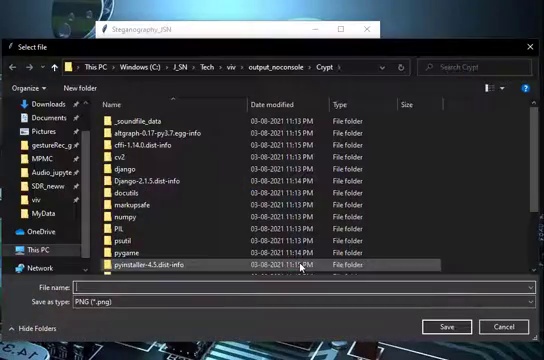 Steganography_JSN
Select file
This PC > Windows (C:) > J_SN > Tech > viv > output_noconsole > Crypt >
Search Crypt
Organize
New folder
Name
Date modified
Type
Size
Downloads
Documents
Pictures
gestureRec_g
MPMC
Audio_jupyte
SDR_neww
viv
MyData
OneDrive
This PC
Network
_soundfile_data 03-08-2021 11:13 PM File folder
altgraph-0.17-py3.7.egg-info 03-08-2021 11:15 PM File folder
cffi-1.14.0.dist-info 03-08-2021 11:13 PM File folder
cv2 03-08-2021 11:13 PM File folder
django 03-08-2021 11:13 PM File folder
Django-2.1.5.dist-info 03-08-2021 11:13 PM File folder
docutils 03-08-2021 11:13 PM File folder
markupsafe 03-08-2021 11:13 PM File folder
numpy 03-08-2021 11:13 PM File folder
PIL 03-08-2021 11:13 PM File folder
psutil 03-08-2021 11:13 PM File folder
pygame 03-08-2021 11:14 PM File folder
pyinstaller-4.5.dist-info 03-08-2021 11:15 PM File folder
File name:
Save as type: PNG (*.png)
Hide Folders
Save
Cancel